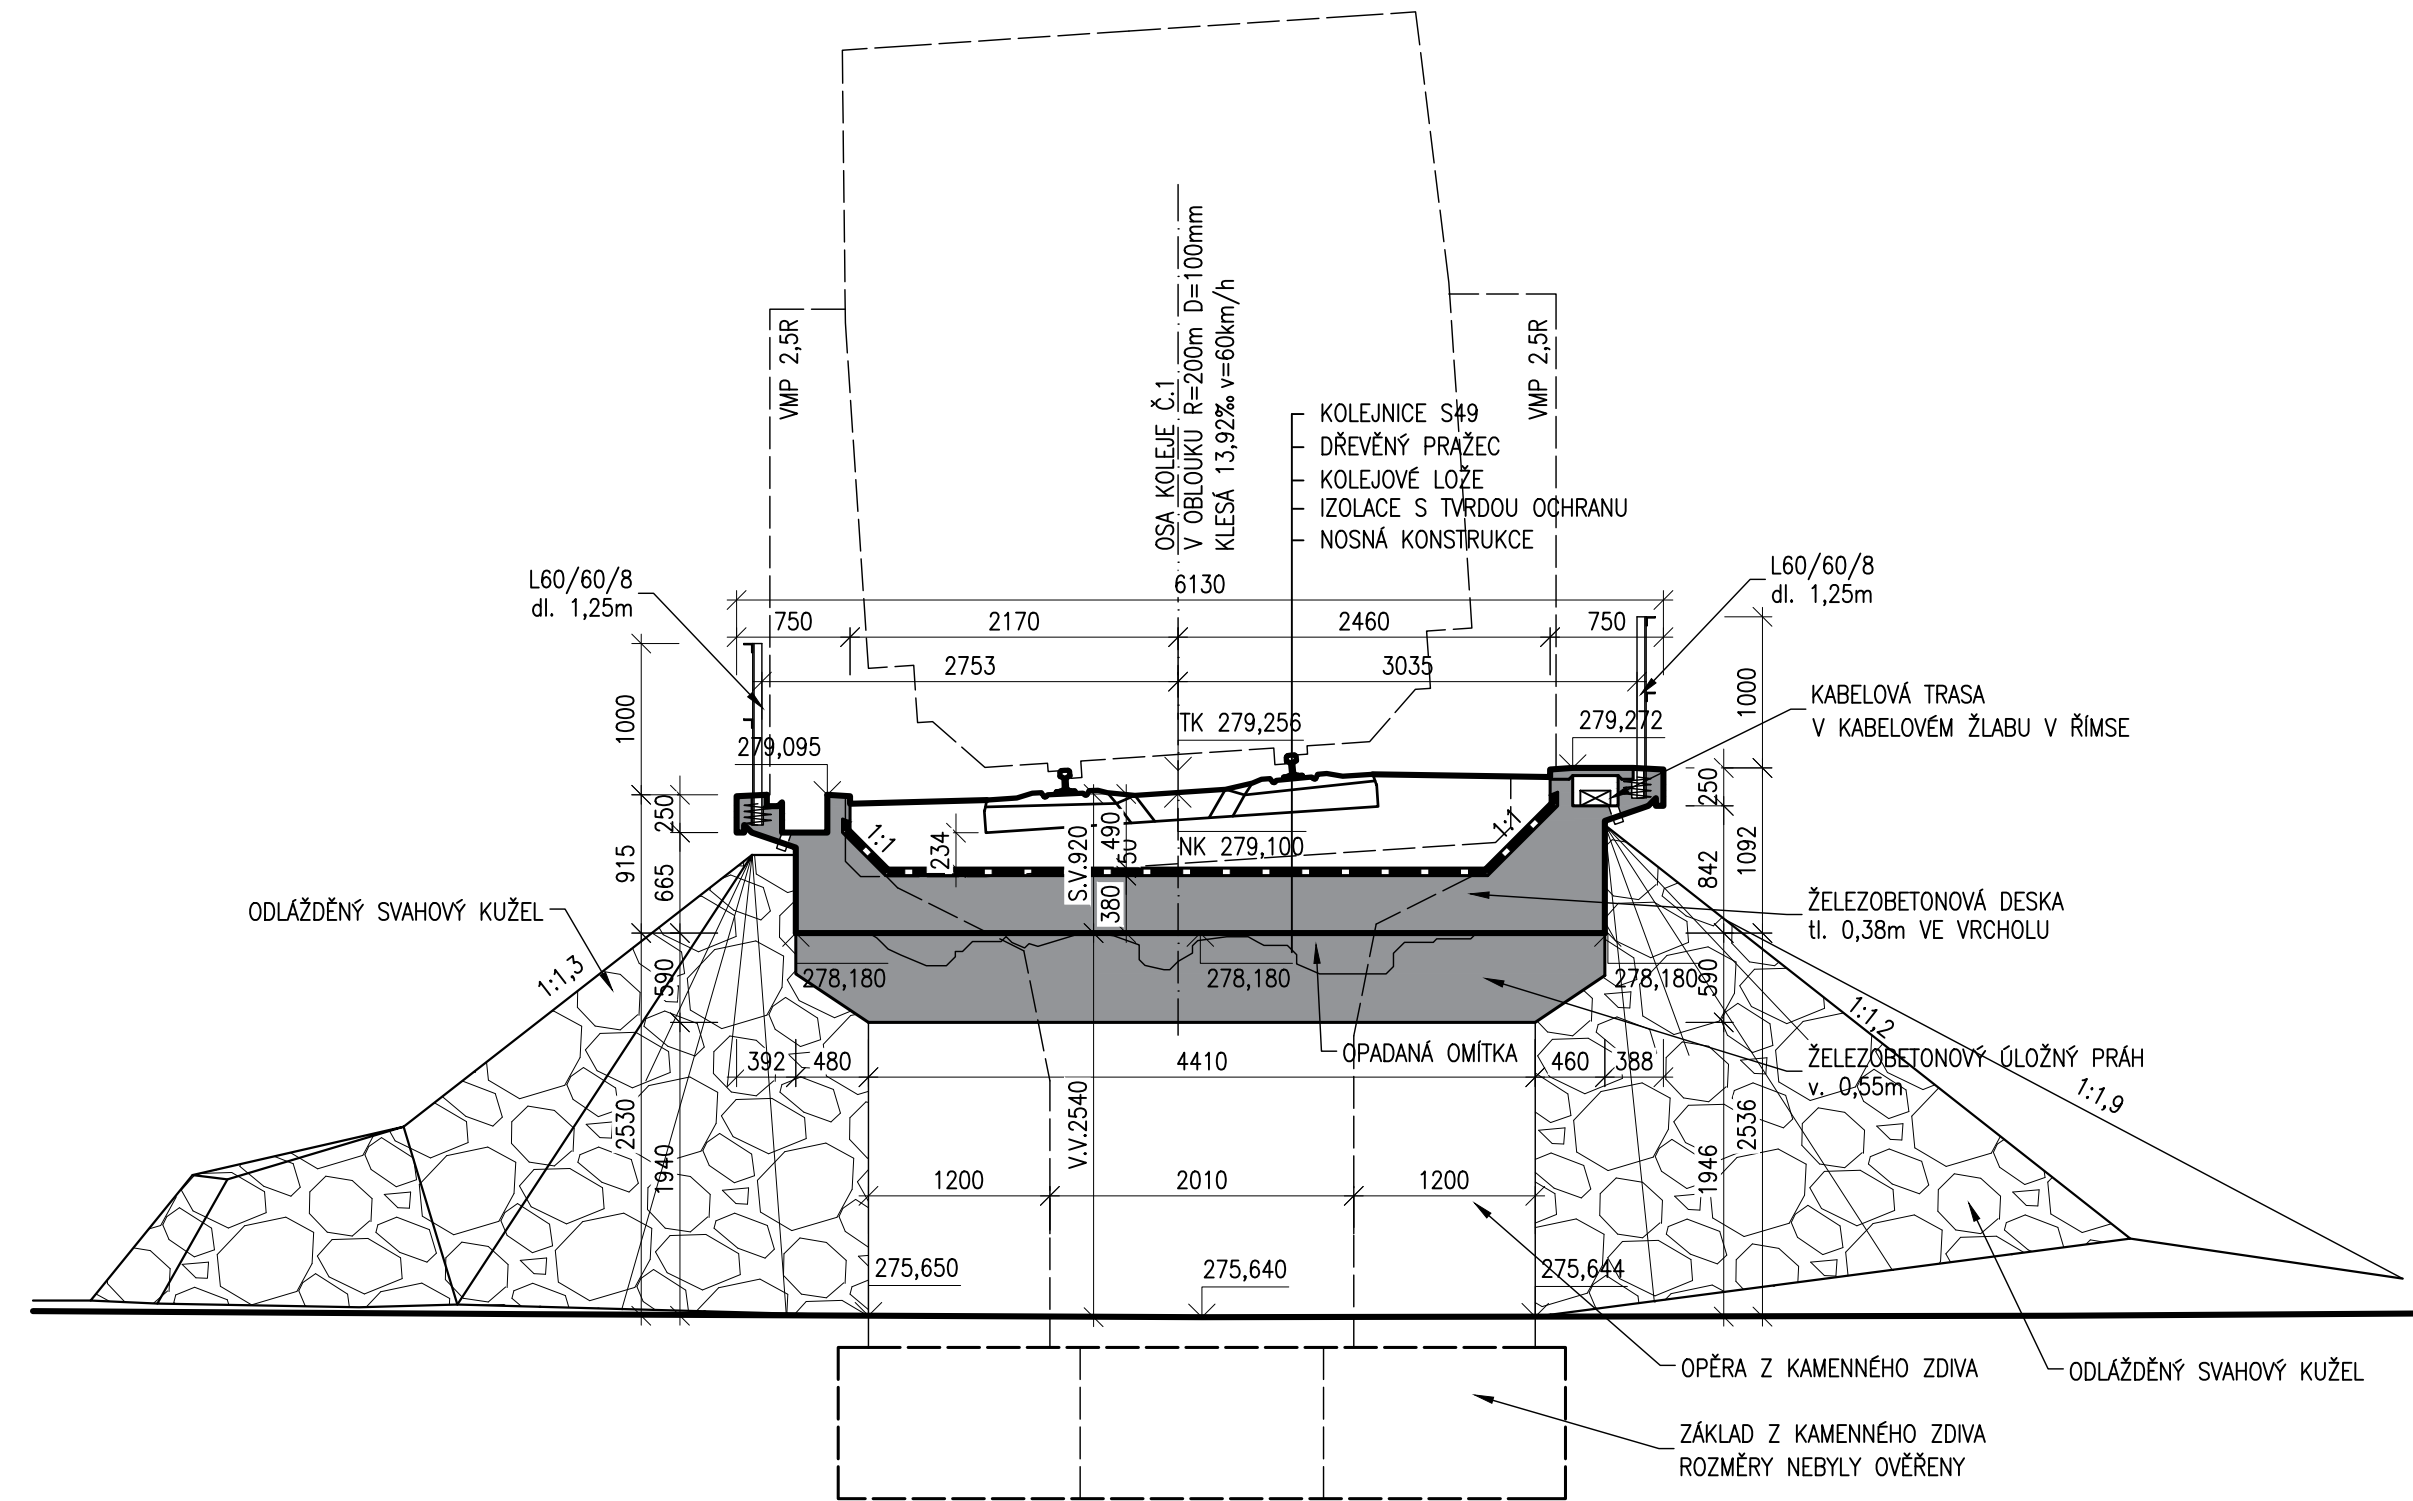 VMP 2,5R
OSA KOLEJE Č.1
V OBLOUKU R=200m D=100mm
KLESÁ 13,92‰ v=60km/h
VMP 2,5R
KOLEJNICE S49
DŘEVĚNÝ PRAŽEC
KOLEJOVÉ LOŽE
IZOLACE S TVRDOU OCHRANU
NOSNÁ KONSTRUKCE
L60/60/8
dl. 1,25m
L60/60/8
dl. 1,25m
6130
750
2170
2460
750
2753
3035
1000
1000
KABELOVÁ TRASA
V KABELOVÉM ŽLABU V ŘÍMSE
279,095
TK 279,256
279,272
250
250
915
665
1:1
234
S.V.920
490
50
380
NK 279,100
1:1
842
1092
ODLÁŽDĚNÝ SVAHOVÝ KUŽEL
ŽELEZOBETONOVÁ DESKA
tl. 0,38m VE VRCHOLU
1:1,3
590
278,180
278,180
278,180
590
1:1,2
392
480
4410
OPADANÁ OMÍTKA
460
388
ŽELEZOBETONOVÝ ÚLOŽNÝ PRÁH
v. 0,55m
1:1,9
2530
1940
V.V.2540
1946
2536
1200
2010
1200
275,650
275,640
275,644
OPĚRA Z KAMENNÉHO ZDIVA
ODLÁŽDĚNÝ SVAHOVÝ KUŽEL
ZÁKLAD Z KAMENNÉHO ZDIVA
ROZMĚRY NEBYLY OVĚŘENY